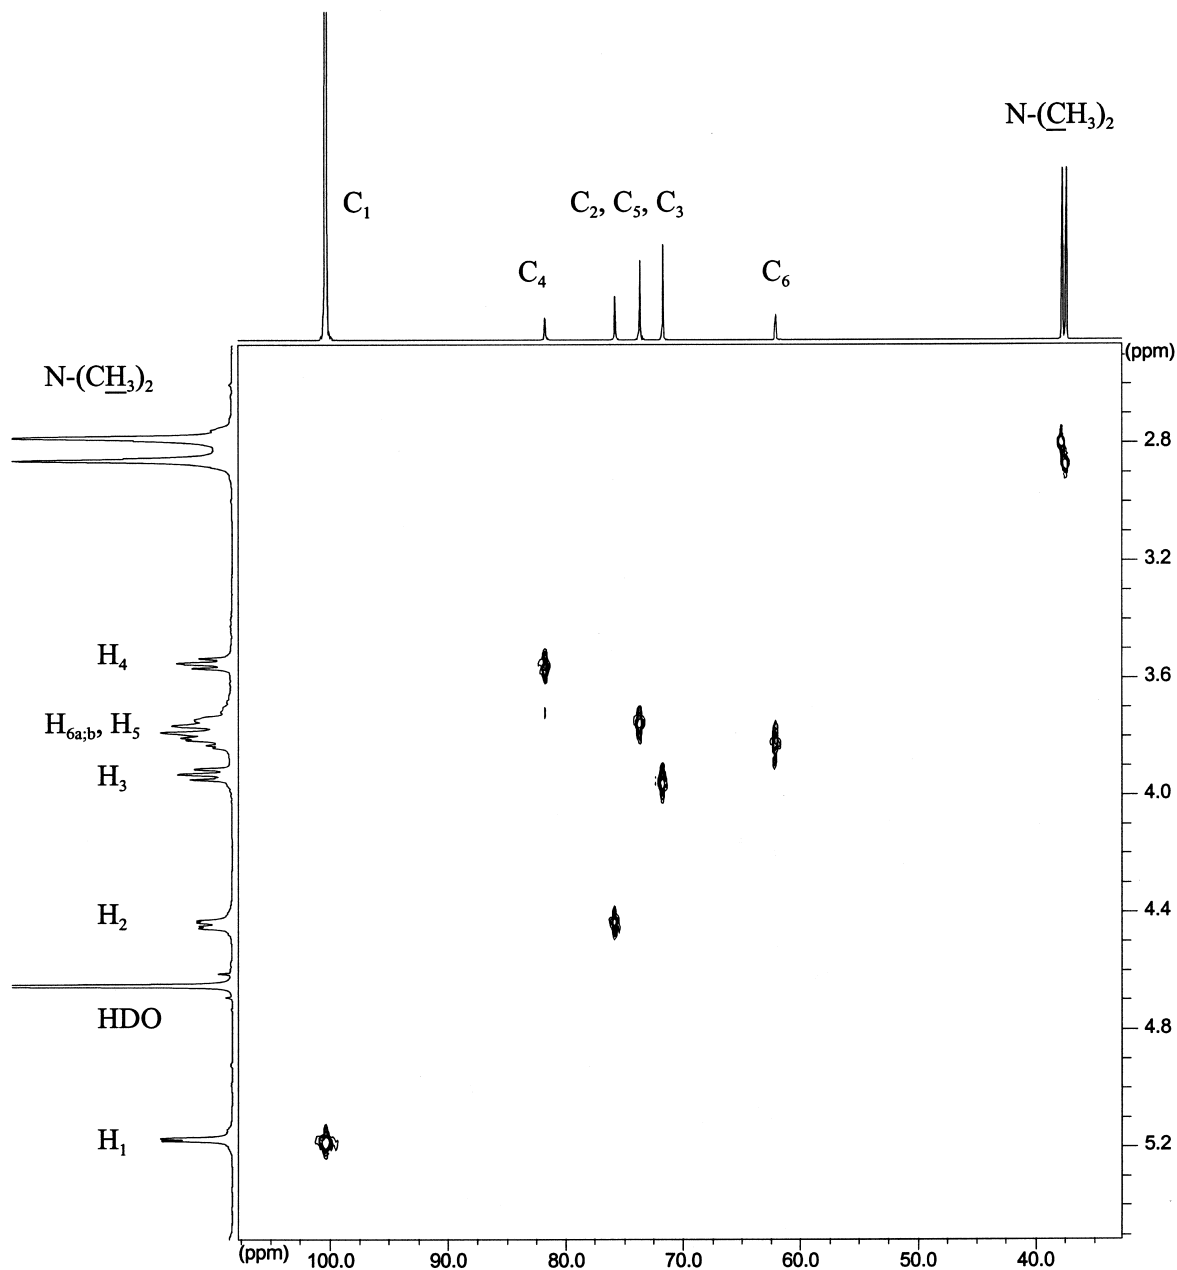 N-(CH₃)₂
C₁
C₂, C₅, C₃
C₄
C₆
(ppm)
N-(CH₃)₂
2.8
3.2
H₄
3.6
H₆ₐ;b, H₅
H₃
4.0
H₂
4.4
HDO
4.8
H₁
5.2
(ppm) 100.0 90.0 80.0 70.0 60.0 50.0 40.0